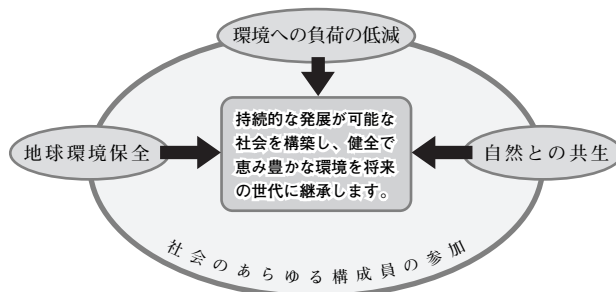 環境への負荷の低減
持続的な発展が可能な
社会を構築し、健全で
恵み豊かな環境を将来
の世代に継承します。
地球環境保全
自然との共生
社会のあらゆる構成員の参加